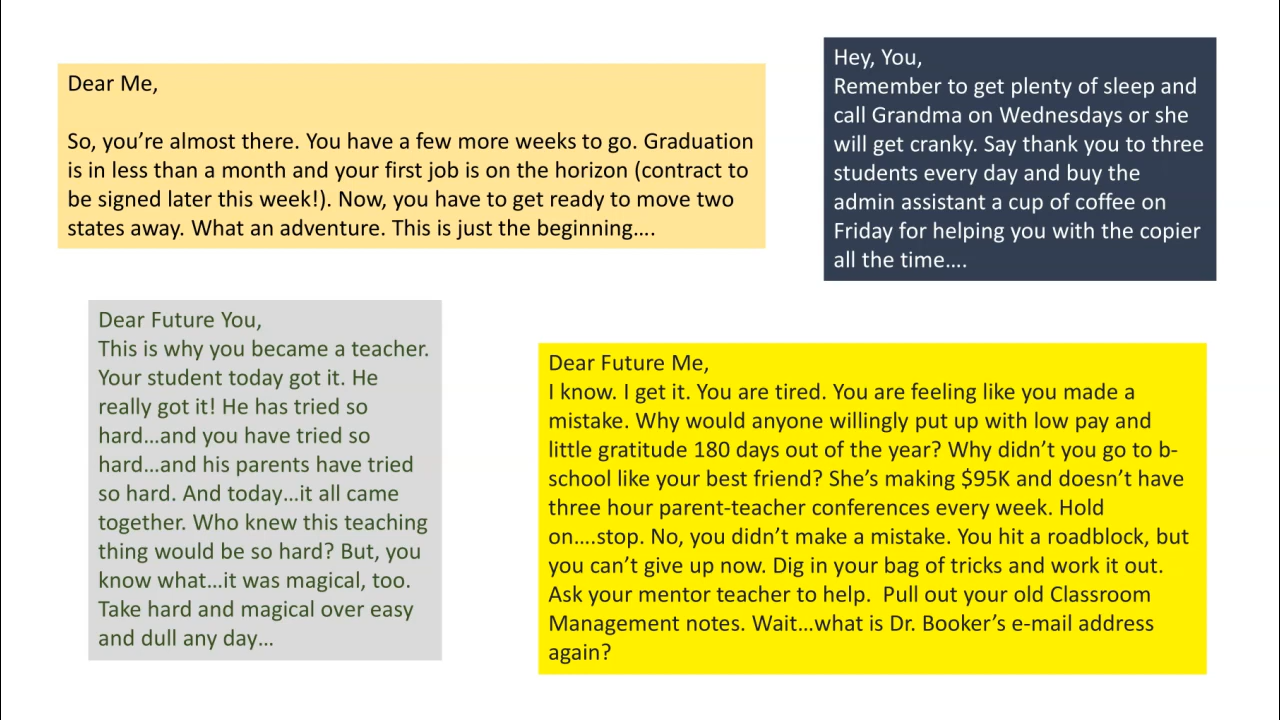 Dear Me,
So, you’re almost there. You have a few more weeks to go. Graduation
is in less than a month and your first job is on the horizon (contract to
be signed later this week!). Now, you have to get ready to move two
states away. What an adventure. This is just the beginning….
Hey, You,
Remember to get plenty of sleep and
call Grandma on Wednesdays or she
will get cranky. Say thank you to three
students every day and buy the
admin assistant a cup of coffee on
Friday for helping you with the copier
all the time….
Dear Future You,
This is why you became a teacher.
Your student today got it. He
really got it! He has tried so
hard…and you have tried so
hard…and his parents have tried
so hard. And today…it all came
together. Who knew this teaching
thing would be so hard? But, you
know what…it was magical, too.
Take hard and magical over easy
and dull any day…
Dear Future Me,
I know. I get it. You are tired. You are feeling like you made a
mistake. Why would anyone willingly put up with low pay and
little gratitude 180 days out of the year? Why didn’t you go to b-
school like your best friend? She’s making $95K and doesn’t have
three hour parent-teacher conferences every week. Hold
on….stop. No, you didn’t make a mistake. You hit a roadblock, but
you can’t give up now. Dig in your bag of tricks and work it out.
Ask your mentor teacher to help.  Pull out your old Classroom
Management notes. Wait…what is Dr. Booker’s e-mail address
again?